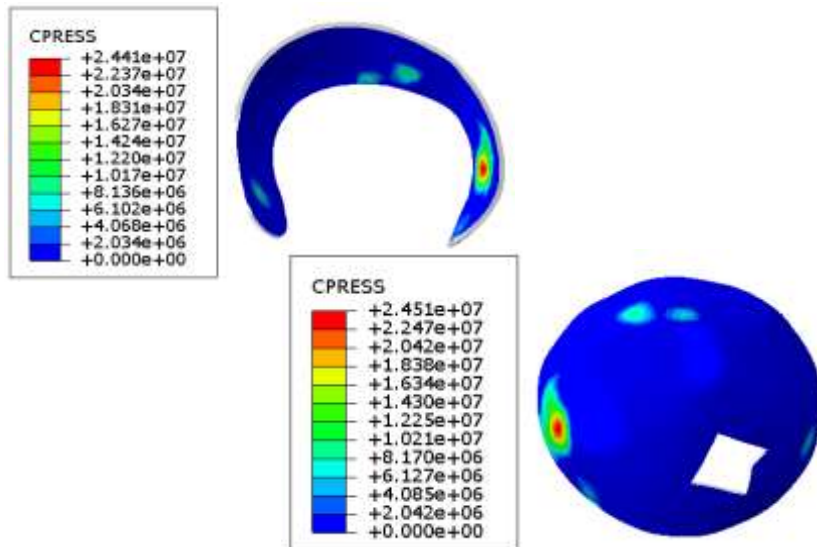 CPRESS
+2.441e+07
+2.237e+07
+2.034e+07
+1.831e+07
+1.627e+07
+1.424e+07
+1.220e+07
+1.017e+07
+8.136e+06
+6.102e+06
+4.068e+06
+2.034e+06
+0.000e+00
CPRESS
+2.451e+07
+2.247e+07
+2.042e+07
+1.838e+07
+1.634e+07
+1.430e+07
+1.225e+07
+1.021e+07
+8.170e+06
+6.127e+06
+4.085e+06
+2.042e+06
+0.000e+00